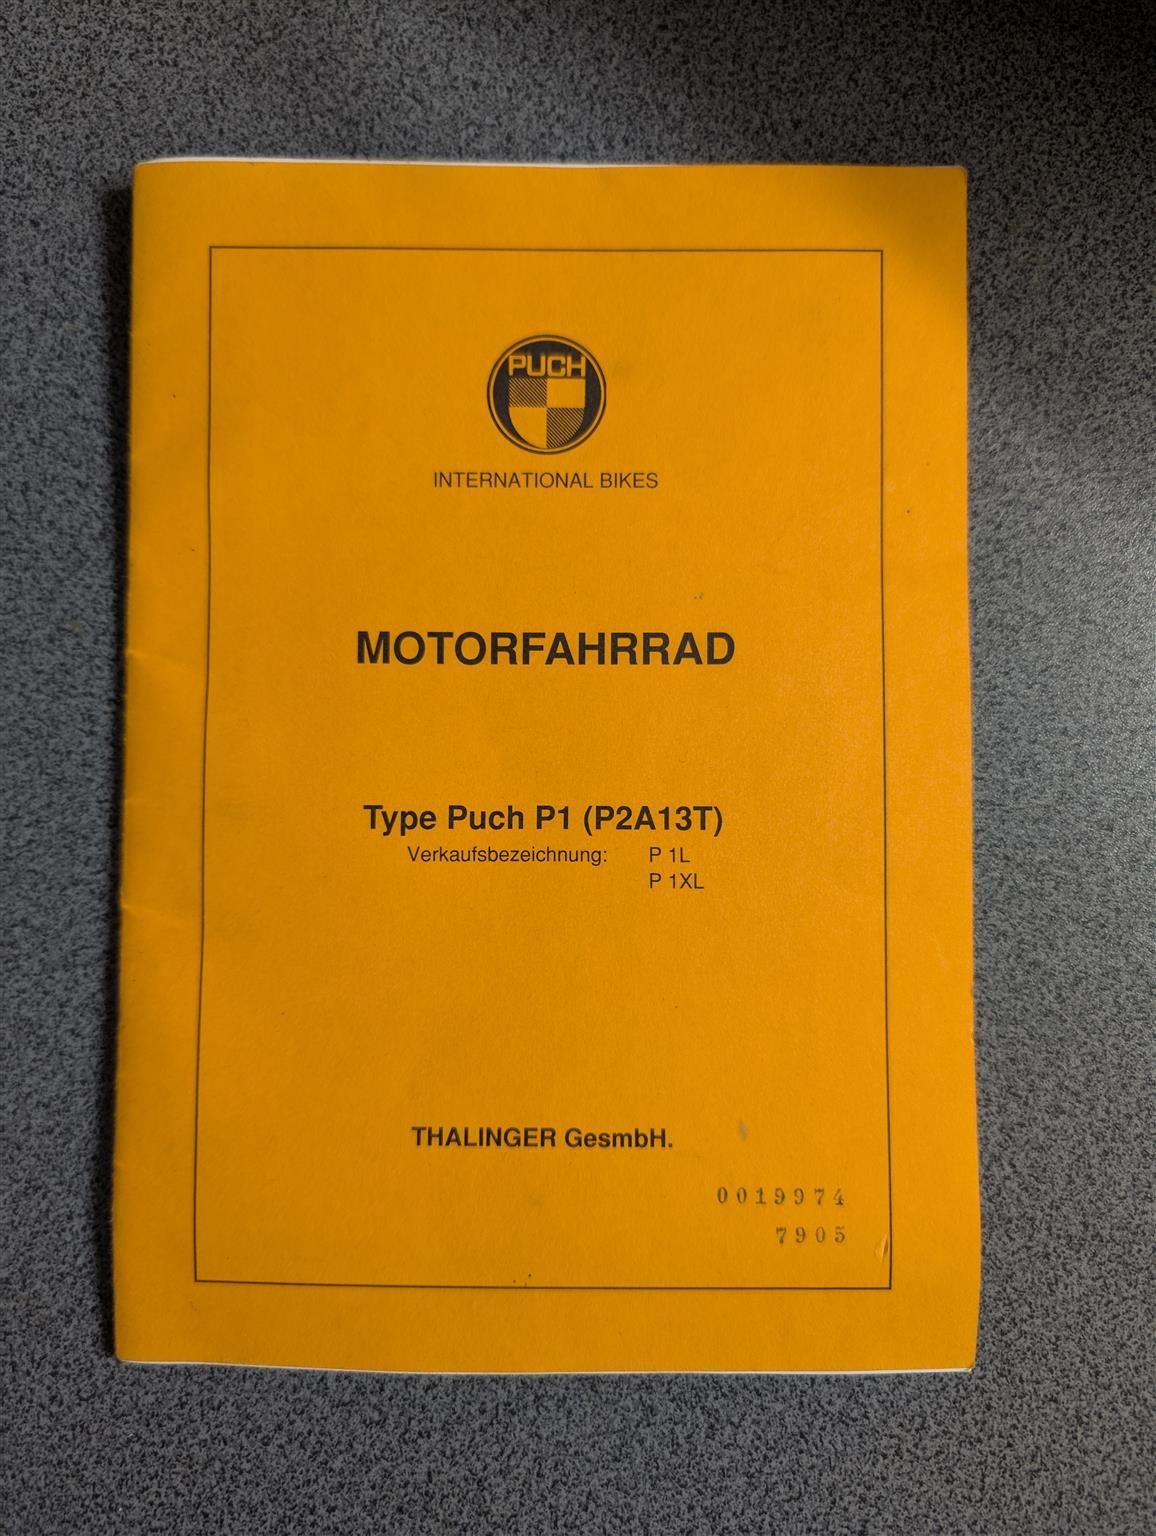 PUCH
INTERNATIONAL BIKES
MOTORFAHRRAD
Type Puch P1 (P2A13T)
Verkaufsbezeichnung: P 1L
P 1XL
THALINGER GesmbH.
0019974
7905